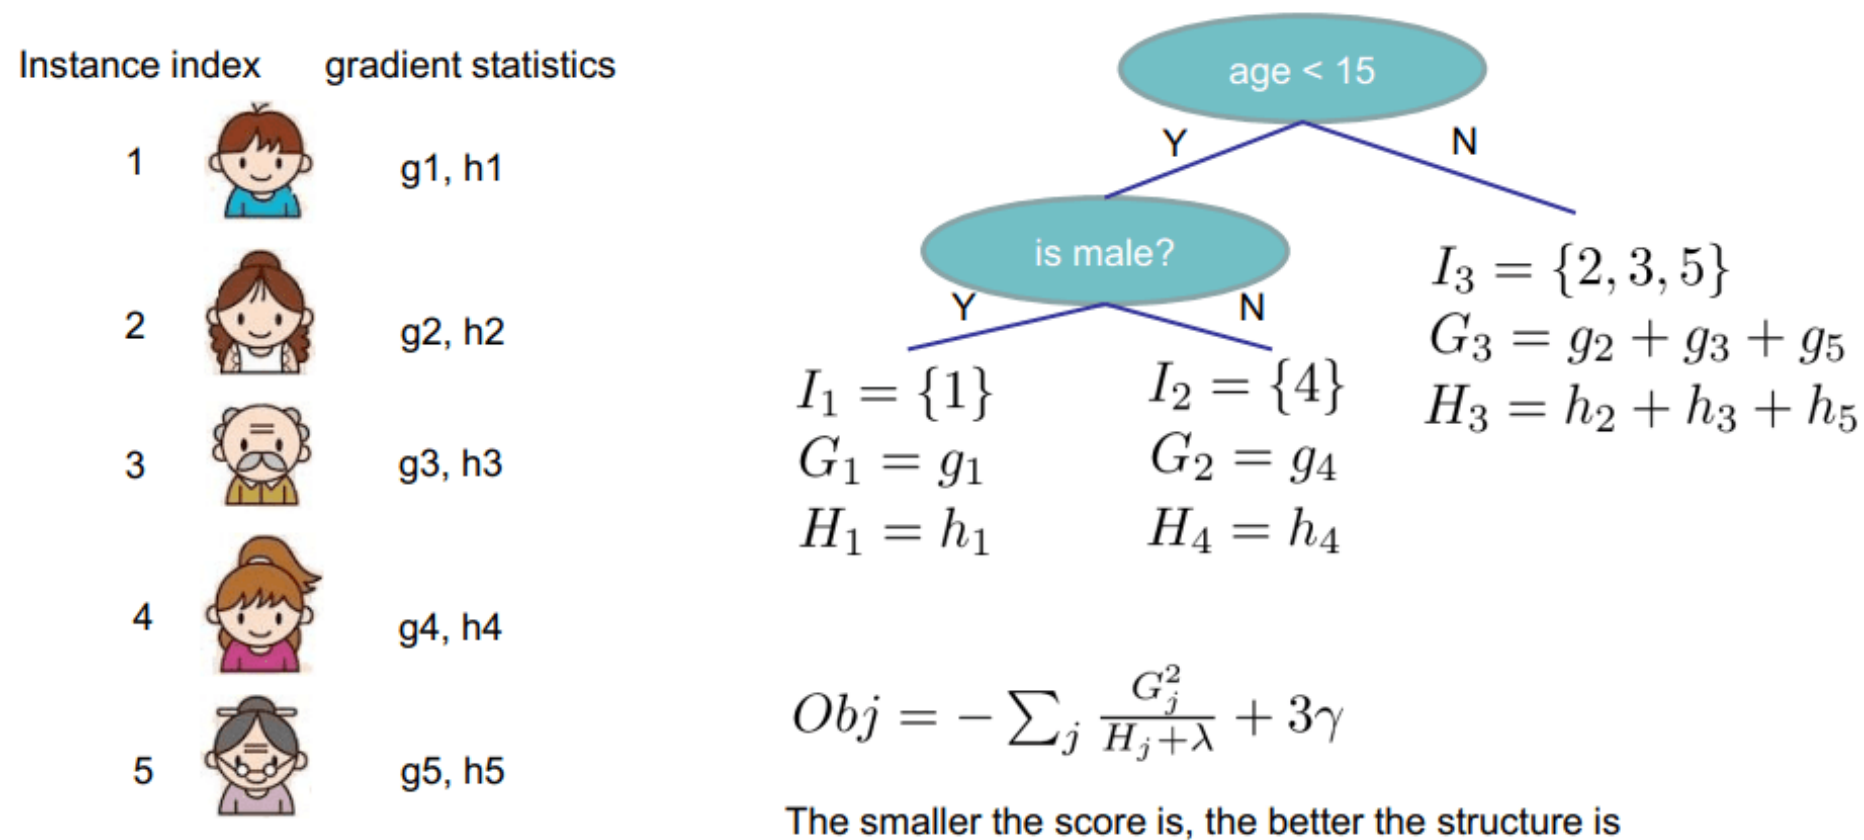 Instance index gradient statistics
1 g1, h1
2 g2, h2
3 g3, h3
4 g4, h4
5 g5, h5
age < 15
Y N
is male?
Y N
I₁ = {1}
G₁ = g₁
H₁ = h₁
I₂ = {4}
G₂ = g₄
H₄ = h₄
I₃ = {2, 3, 5}
G₃ = g₂ + g₃ + g₅
H₃ = h₂ + h₃ + h₅
Obj = − ∑ⱼ Gⱼ² / (Hⱼ+λ) + 3γ
The smaller the score is, the better the structure is